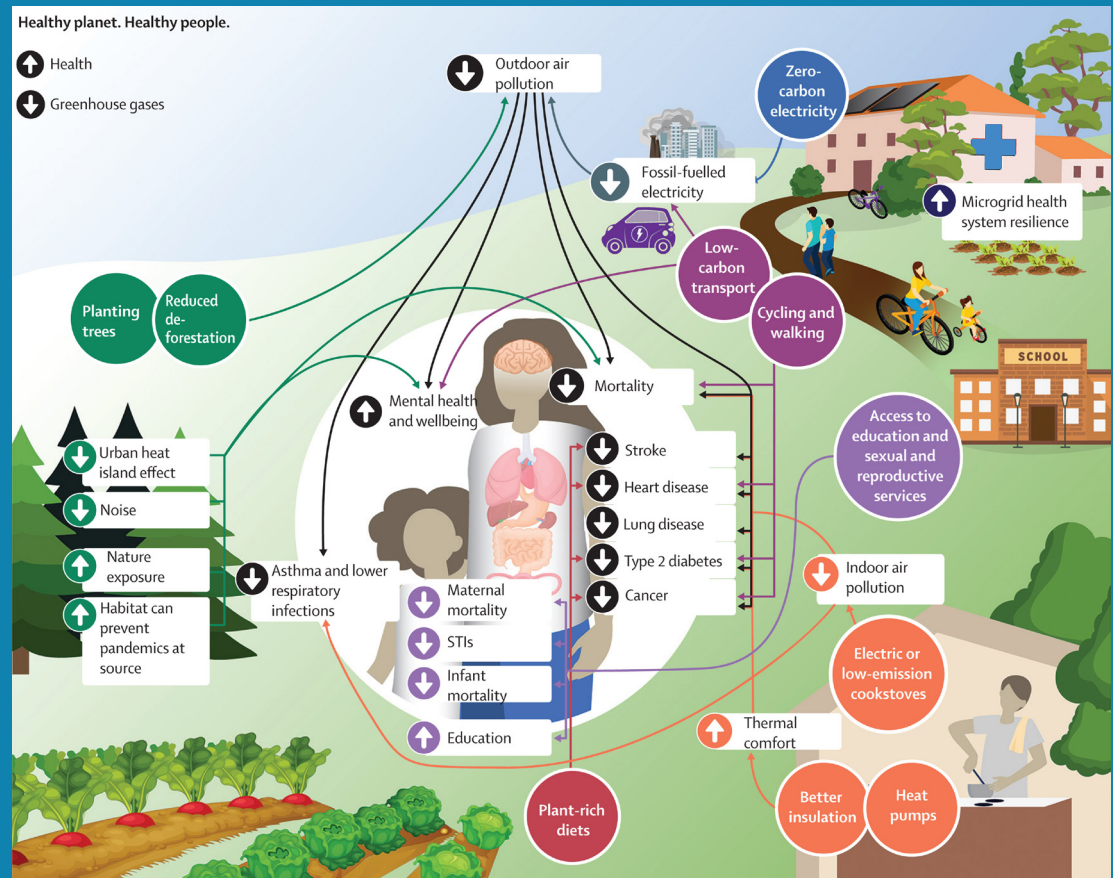 Healthy planet. Healthy people.
Health
Greenhouse gases
Outdoor air
pollution
Zero-
carbon
electricity
Fossil-fuelled
electricity
Microgrid health
system resilience
Low-
carbon
transport
Cycling and
walking
Planting
trees
Reduced
de-
forestation
SCHOOL
Mental health
and wellbeing
Mortality
Access to
education and
sexual and
reproductive
services
Urban heat
island effect
Noise
Nature
exposure
Habitat can
prevent
pandemics at
source
Stroke
Heart disease
Lung disease
Type 2 diabetes
Cancer
Asthma and lower
respiratory
infections
Maternal
mortality
STIs
Infant
mortality
Education
Indoor air
pollution
Electric or
low-emission
cookstoves
Thermal
comfort
Plant-rich
diets
Better
insulation
Heat
pumps